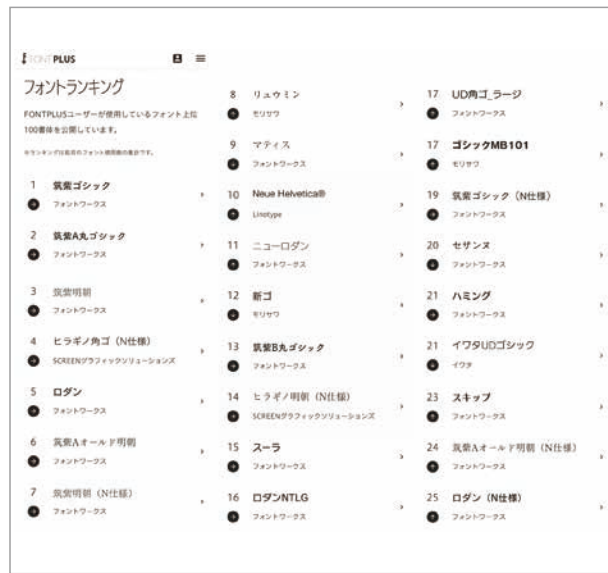 FONTPLUS
フォントランキング
FONTPLUSユーザーが使用しているフォント上位
100書体を公開しています。
※ランキングは前月のフォント使用数の集計です。
1 筑紫ゴシック
フォントワークス
2 筑紫A丸ゴシック
フォントワークス
3 筑紫明朝
フォントワークス
4 ヒラギノ角ゴ（N仕様）
SCREENグラフィックソリューションズ
5 ロダン
フォントワークス
6 筑紫Aオールド明朝
フォントワークス
7 筑紫明朝（N仕様）
フォントワークス
8 リュウミン
モリサワ
9 マティス
フォントワークス
10 Neue Helvetica®
Linotype
11 ニューロダン
フォントワークス
12 新ゴ
モリサワ
13 筑紫B丸ゴシック
フォントワークス
14 ヒラギノ明朝（N仕様）
SCREENグラフィックソリューションズ
15 スーラ
フォントワークス
16 ロダンNTLG
フォントワークス
17 UD角ゴ_ラージ
フォントワークス
17 ゴシックMB101
モリサワ
19 筑紫ゴシック（N仕様）
フォントワークス
20 セザンヌ
フォントワークス
21 ハミング
フォントワークス
21 イワタUDゴシック
イワタ
23 スキップ
フォントワークス
24 筑紫Aオールド明朝（N仕様）
フォントワークス
25 ロダン（N仕様）
フォントワークス